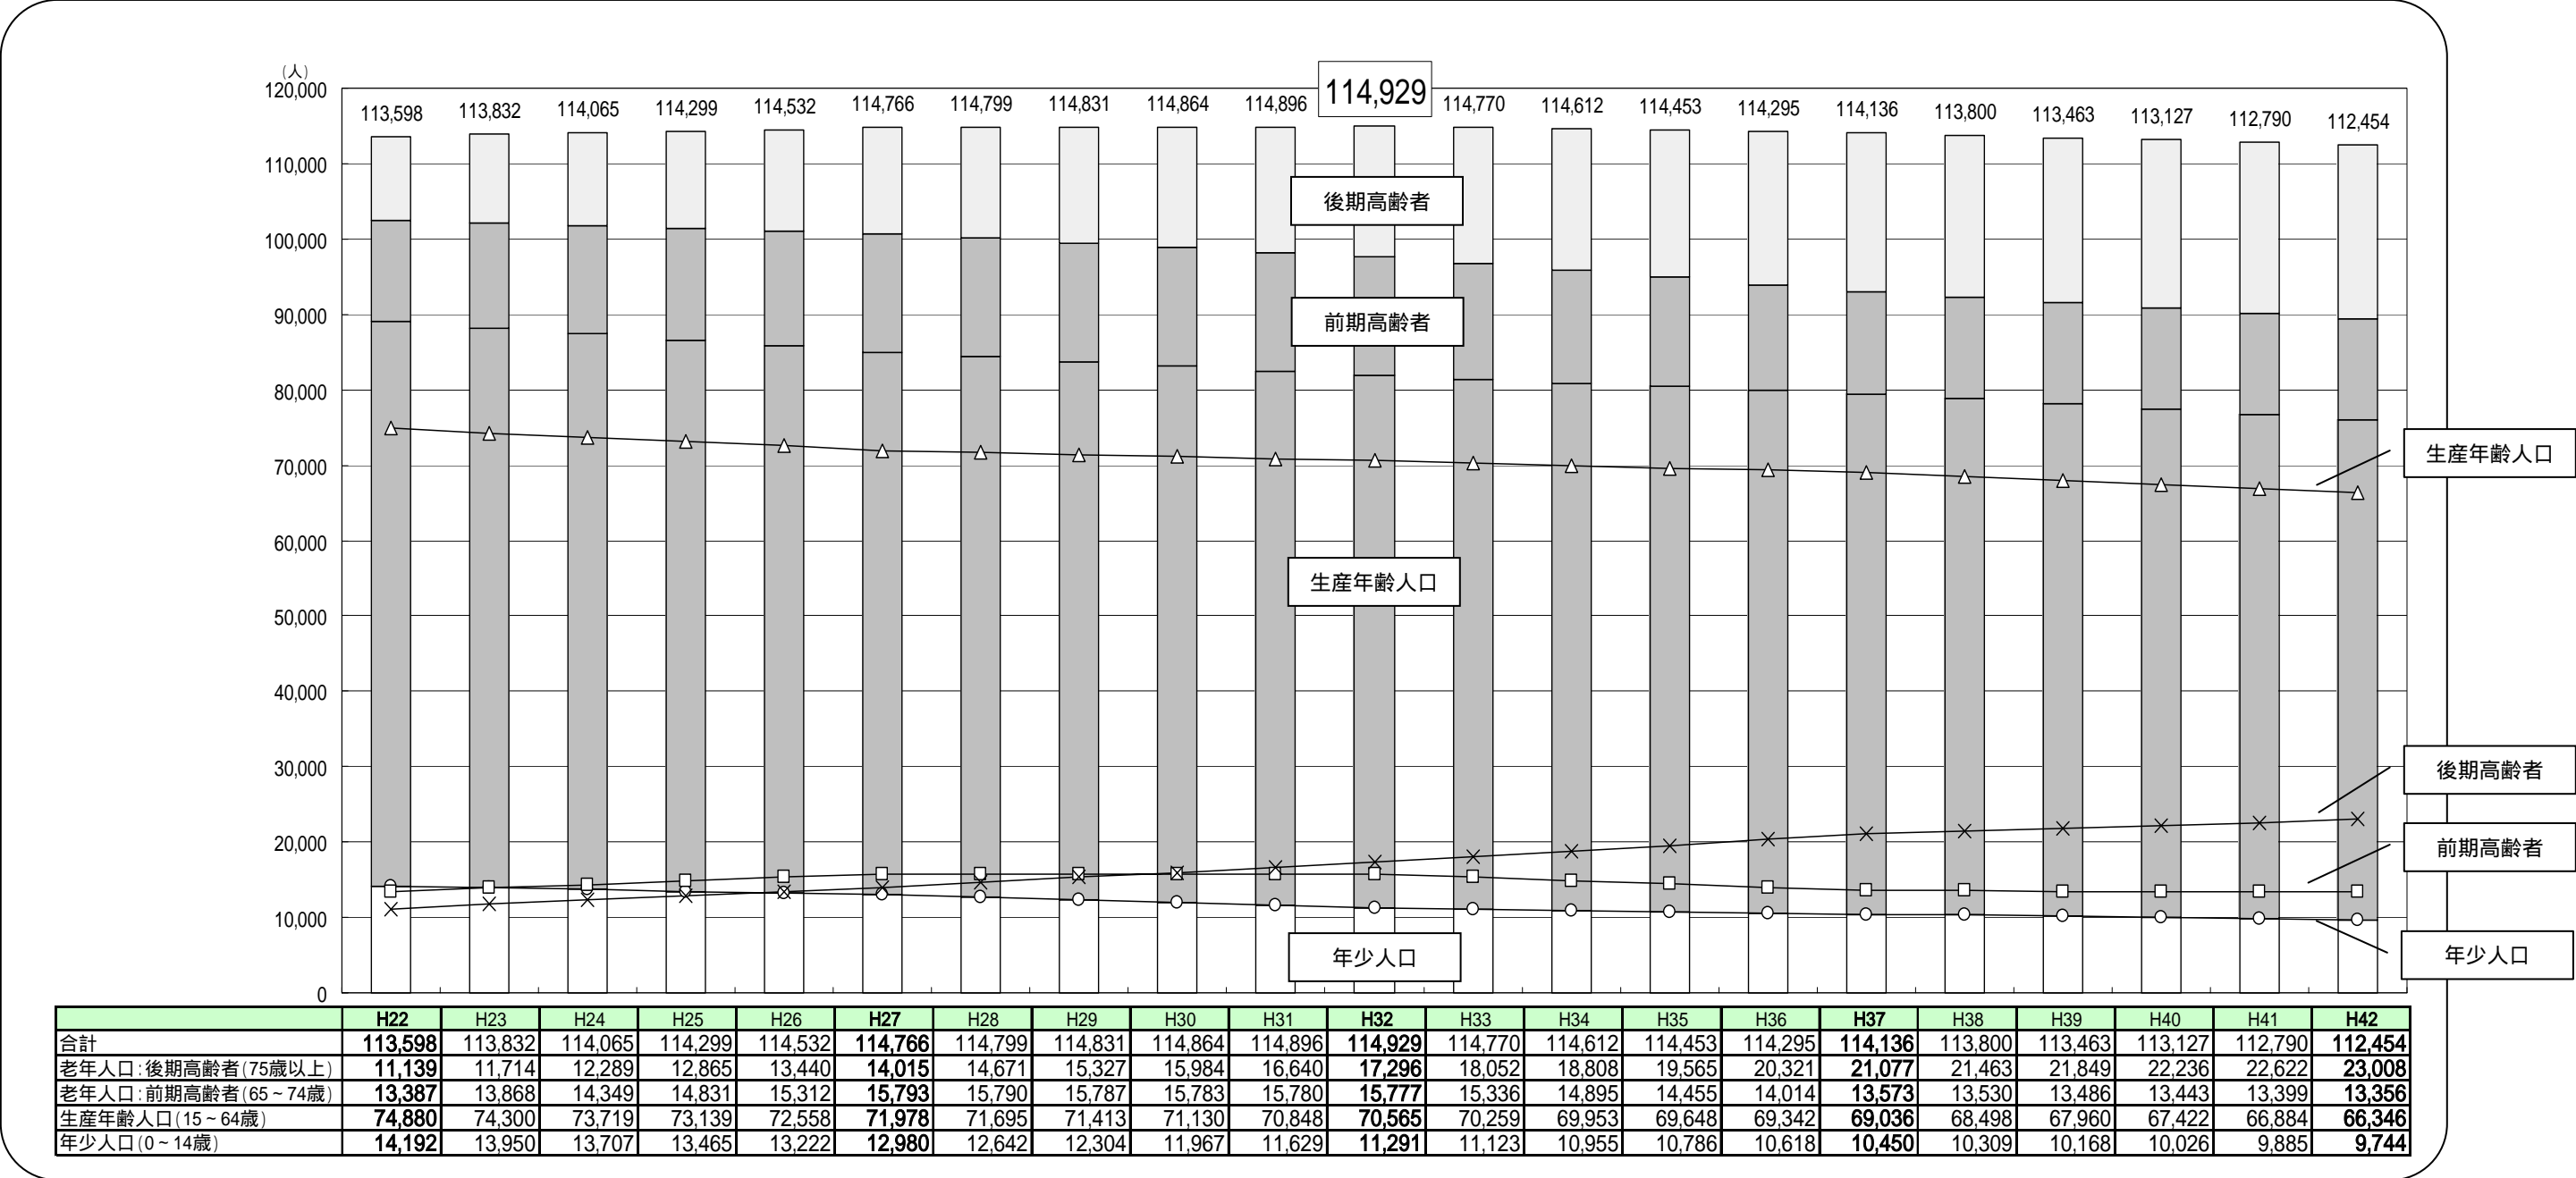 (人)
120,000
110,000
100,000
90,000
80,000
70,000
60,000
50,000
40,000
30,000
20,000
10,000
0
113,598 113,832 114,065 114,299 114,532 114,766 114,799 114,831 114,864 114,896 114,929 114,770 114,612 114,453 114,295 114,136 113,800 113,463 113,127 112,790 112,454
後期高齢者
前期高齢者
生産年齢人口
年少人口
生産年齢人口
後期高齢者
前期高齢者
年少人口
H22 H23 H24 H25 H26 H27 H28 H29 H30 H31 H32 H33 H34 H35 H36 H37 H38 H39 H40 H41 H42
合計 113,598 113,832 114,065 114,299 114,532 114,766 114,799 114,831 114,864 114,896 114,929 114,770 114,612 114,453 114,295 114,136 113,800 113,463 113,127 112,790 112,454
老年人口:後期高齢者(75歳以上) 11,139 11,714 12,289 12,865 13,440 14,015 14,671 15,327 15,984 16,640 17,296 18,052 18,808 19,565 20,321 21,077 21,463 21,849 22,236 22,622 23,008
老年人口:前期高齢者(65~74歳) 13,387 13,868 14,349 14,831 15,312 15,793 15,790 15,787 15,783 15,780 15,777 15,336 14,895 14,455 14,014 13,573 13,530 13,486 13,443 13,399 13,356
生産年齢人口(15~64歳) 74,880 74,300 73,719 73,139 72,558 71,978 71,695 71,413 71,130 70,848 70,565 70,259 69,953 69,648 69,342 69,036 68,498 67,960 67,422 66,884 66,346
年少人口(0~14歳) 14,192 13,950 13,707 13,465 13,222 12,980 12,642 12,304 11,967 11,629 11,291 11,123 10,955 10,786 10,618 10,450 10,309 10,168 10,026 9,885 9,744